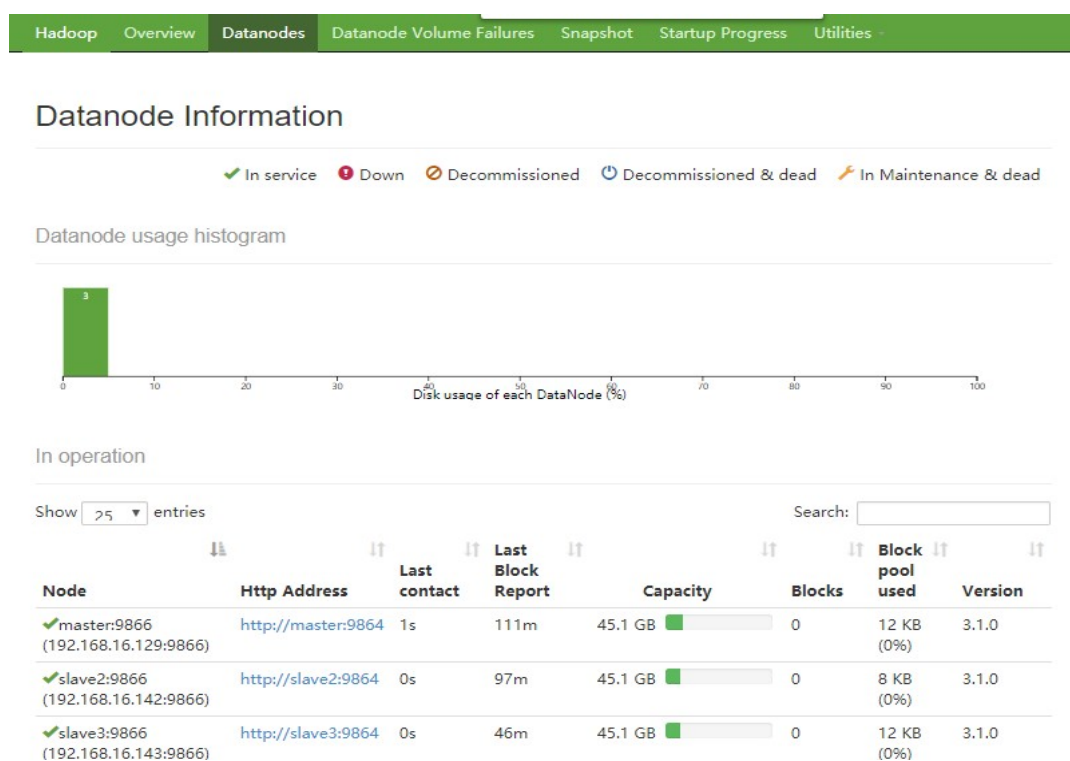 Hadoop Overview Datanodes Datanode Volume Failures Snapshot Startup Progress Utilities
Datanode Information
In service Down Decommissioned Decommissioned & dead In Maintenance & dead
Datanode usage histogram
3
0 10 20 30 40 50 60 70 80 90 100
Disk usage of each DataNode (%)
In operation
Show 25 entries Search:
Node Http Address Last contact Last Block Report Capacity Blocks Block pool used Version
master:9866 http://master:9864 1s 111m 45.1 GB 0 12 KB 3.1.0
(192.168.16.129:9866) (0%)
slave2:9866 http://slave2:9864 0s 97m 45.1 GB 0 8 KB 3.1.0
(192.168.16.142:9866) (0%)
slave3:9866 http://slave3:9864 0s 46m 45.1 GB 0 12 KB 3.1.0
(192.168.16.143:9866) (0%)